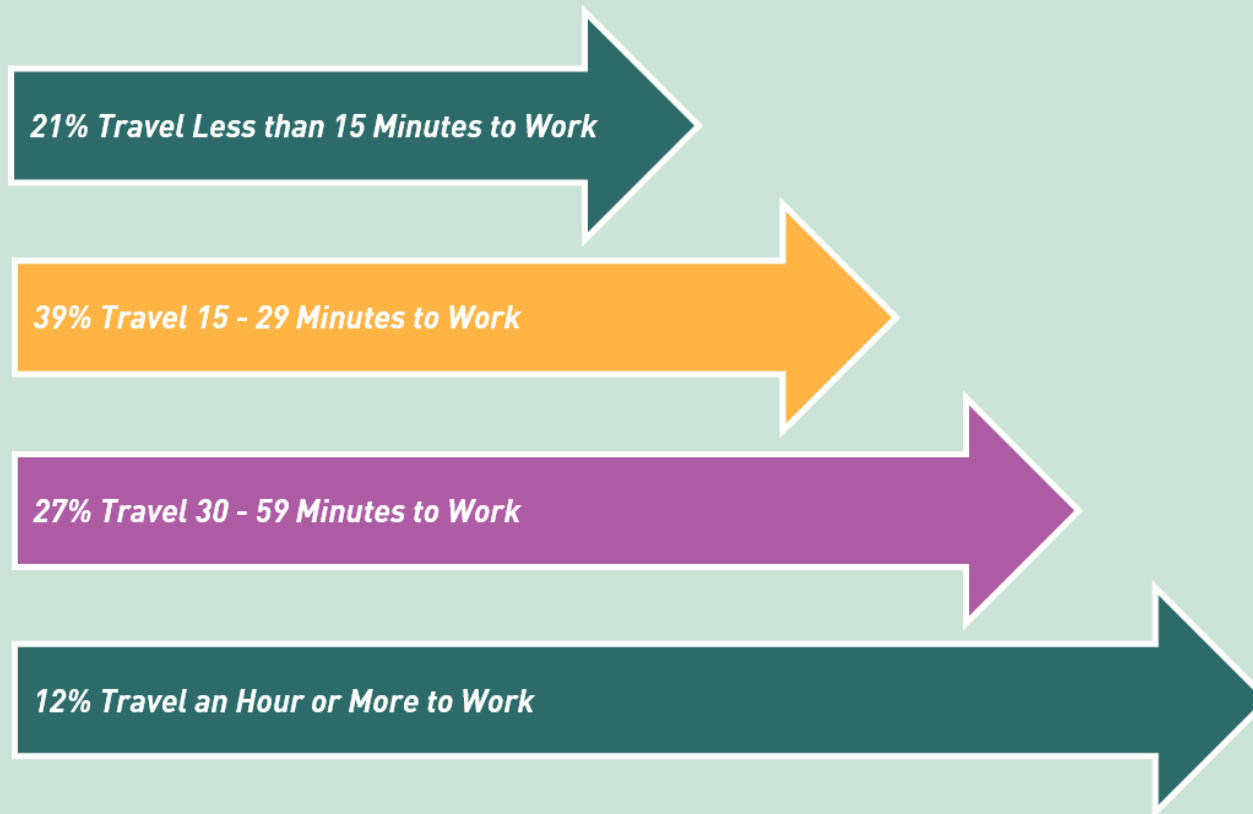 21% Travel Less than 15 Minutes to Work
39% Travel 15 - 29 Minutes to Work
27% Travel 30 - 59 Minutes to Work
12% Travel an Hour or More to Work